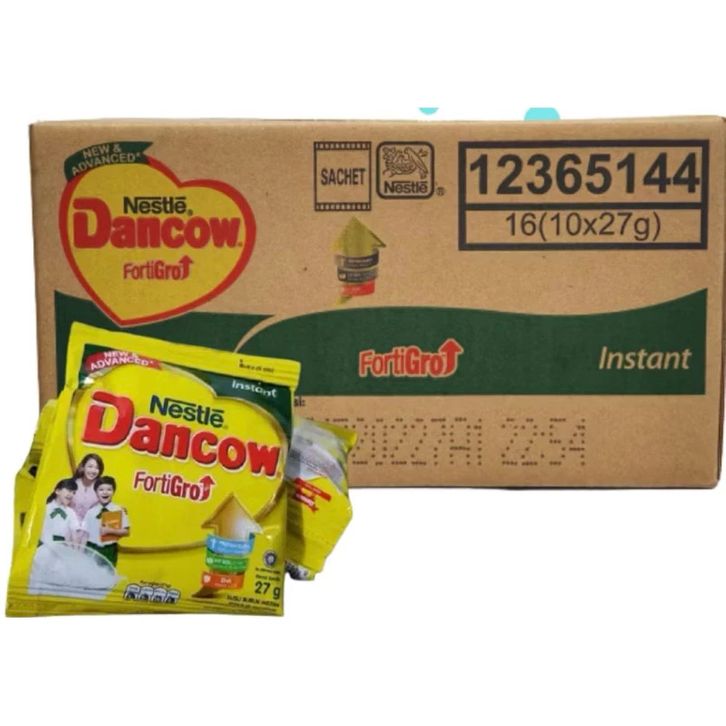 NEW &
ADVANCED*
Nestlé
Dancow
FortiGro
SACHET
Nestlé
12365144
16(10x27g)
FortiGro
Instant
NEW &
ADVANCED*
Instant
Nestlé
Dancow
FortiGro
27 g